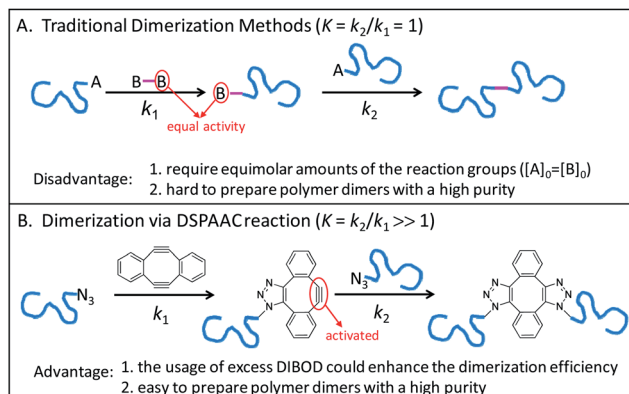 A. Traditional Dimerization Methods (K = k₂/k₁ = 1)
A B–B A
B
k₁ k₂
equal activity
Disadvantage: 1. require equimolar amounts of the reaction groups ([A]₀=[B]₀)
2. hard to prepare polymer dimers with a high purity
B. Dimerization via DSPAAC reaction (K = k₂/k₁ >> 1)
N₃ N₃
k₁ k₂
N N N N N N
N N N
activated
Advantage: 1. the usage of excess DIBOD could enhance the dimerization efficiency
2. easy to prepare polymer dimers with a high purity